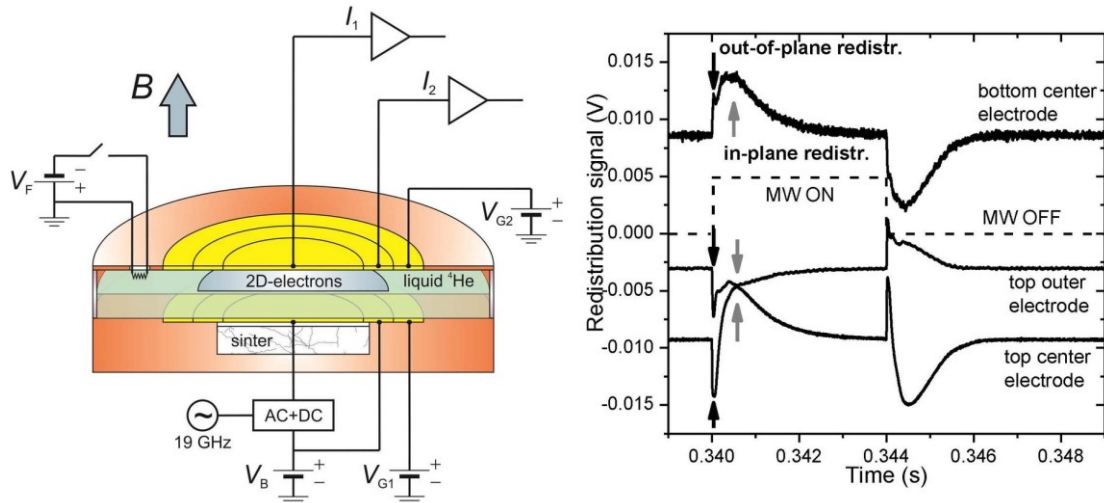 I1
I2
B
VF
-
+
VG2
+
-
2D-electrons
liquid 4He
sinter
19 GHz
AC+DC
VB
+
-
VG1
+
-
Redistribution signal (V)
0.015
0.010
0.005
0.000
-0.005
-0.010
-0.015
out-of-plane redistr.
bottom center
electrode
in-plane redistr.
MW ON
MW OFF
top outer
electrode
top center
electrode
0.340
0.342
0.344
0.346
0.348
Time (s)